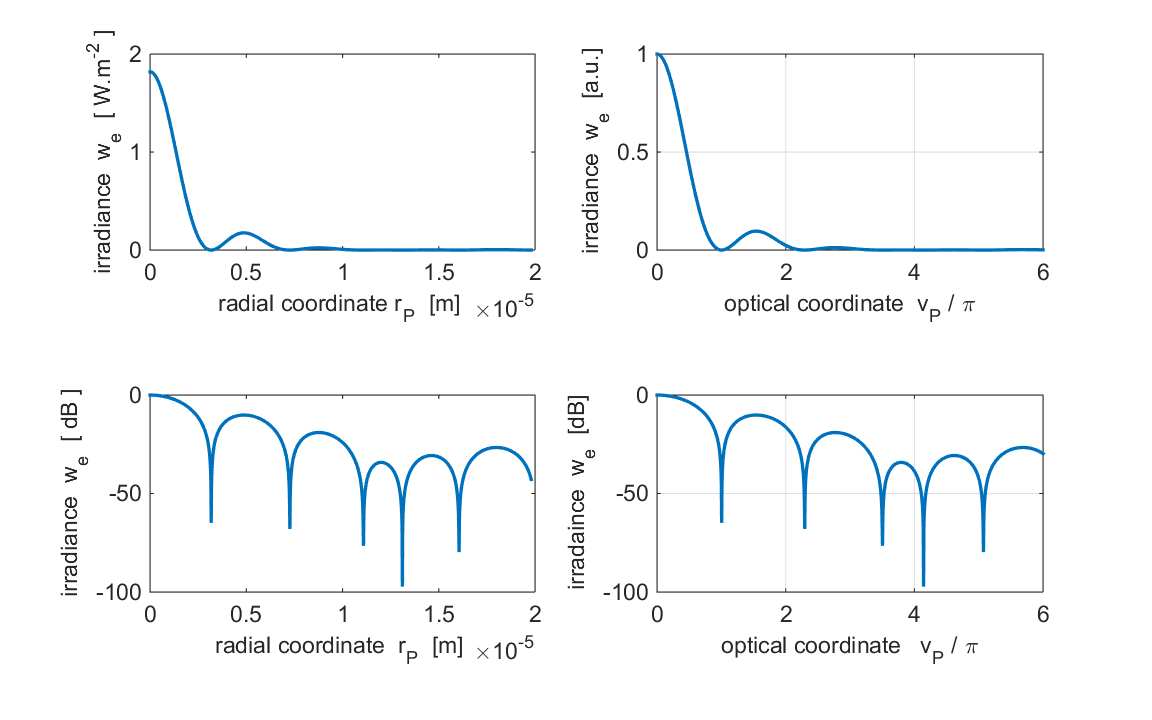 irradiance w_e [ W.m^-2 ]
2
1
0
0 0.5 1 1.5 2
radial coordinate r_P [m] ×10^-5
irradiance w_e [a.u.]
1
0.5
0
0 2 4 6
optical coordinate v_P / π
irradiance w_e [ dB ]
0
-50
-100
0 0.5 1 1.5 2
radial coordinate r_P [m] ×10^-5
irradaince w_e [dB]
0
-50
-100
0 2 4 6
optical coordinate v_P / π